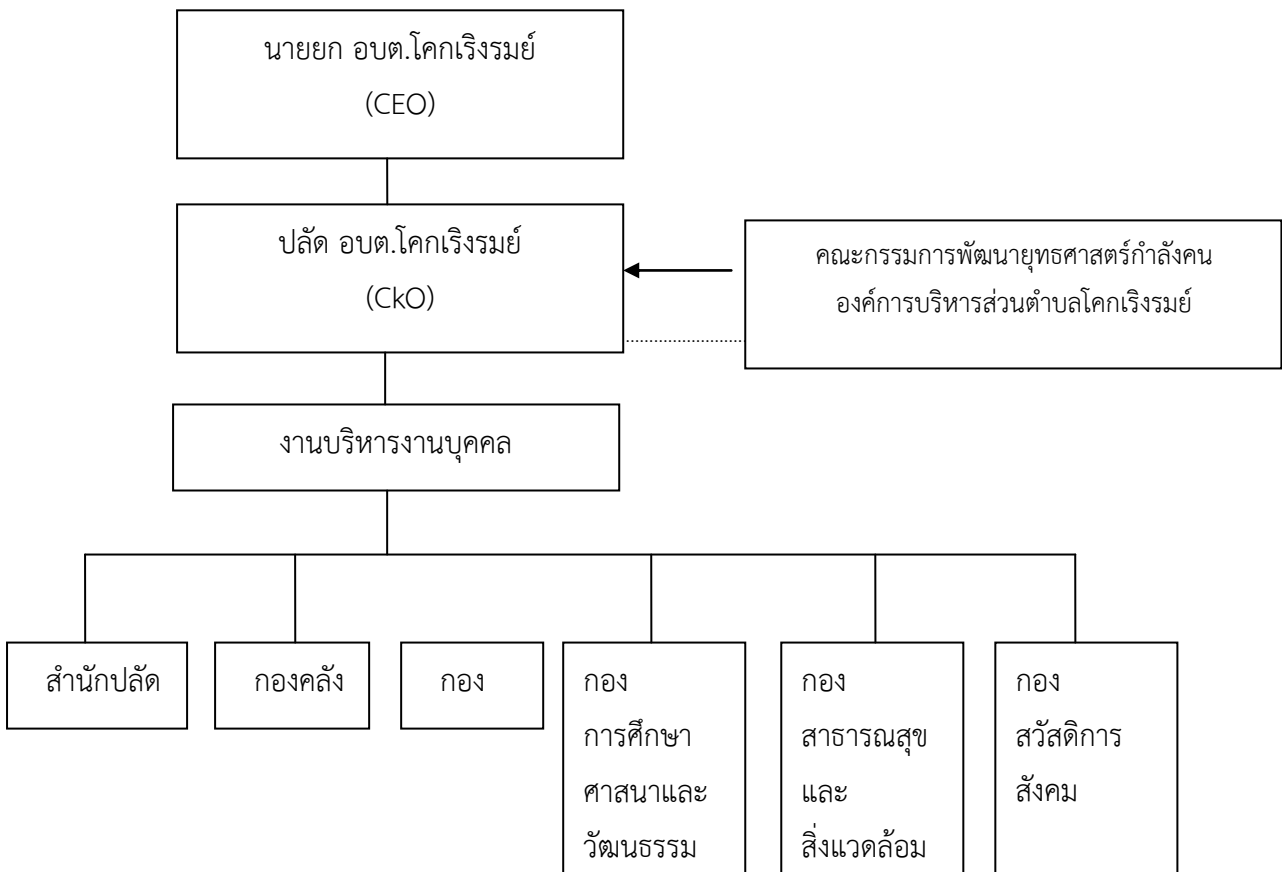 นายยก อบต.โคกเริงรมย์
(CEO)
ปลัด อบต.โคกเริงรมย์
(CkO)
คณะกรรมการพัฒนายุทธศาสตร์กำลังคน
องค์การบริหารส่วนตำบลโคกเริงรมย์
งานบริหารงานบุคคล
สำนักปลัด
กองคลัง
กอง
กอง
การศึกษา
ศาสนาและ
วัฒนธรรม
กอง
สาธารณสุข
และ
สิ่งแวดล้อม
กอง
สวัสดิการ
สังคม